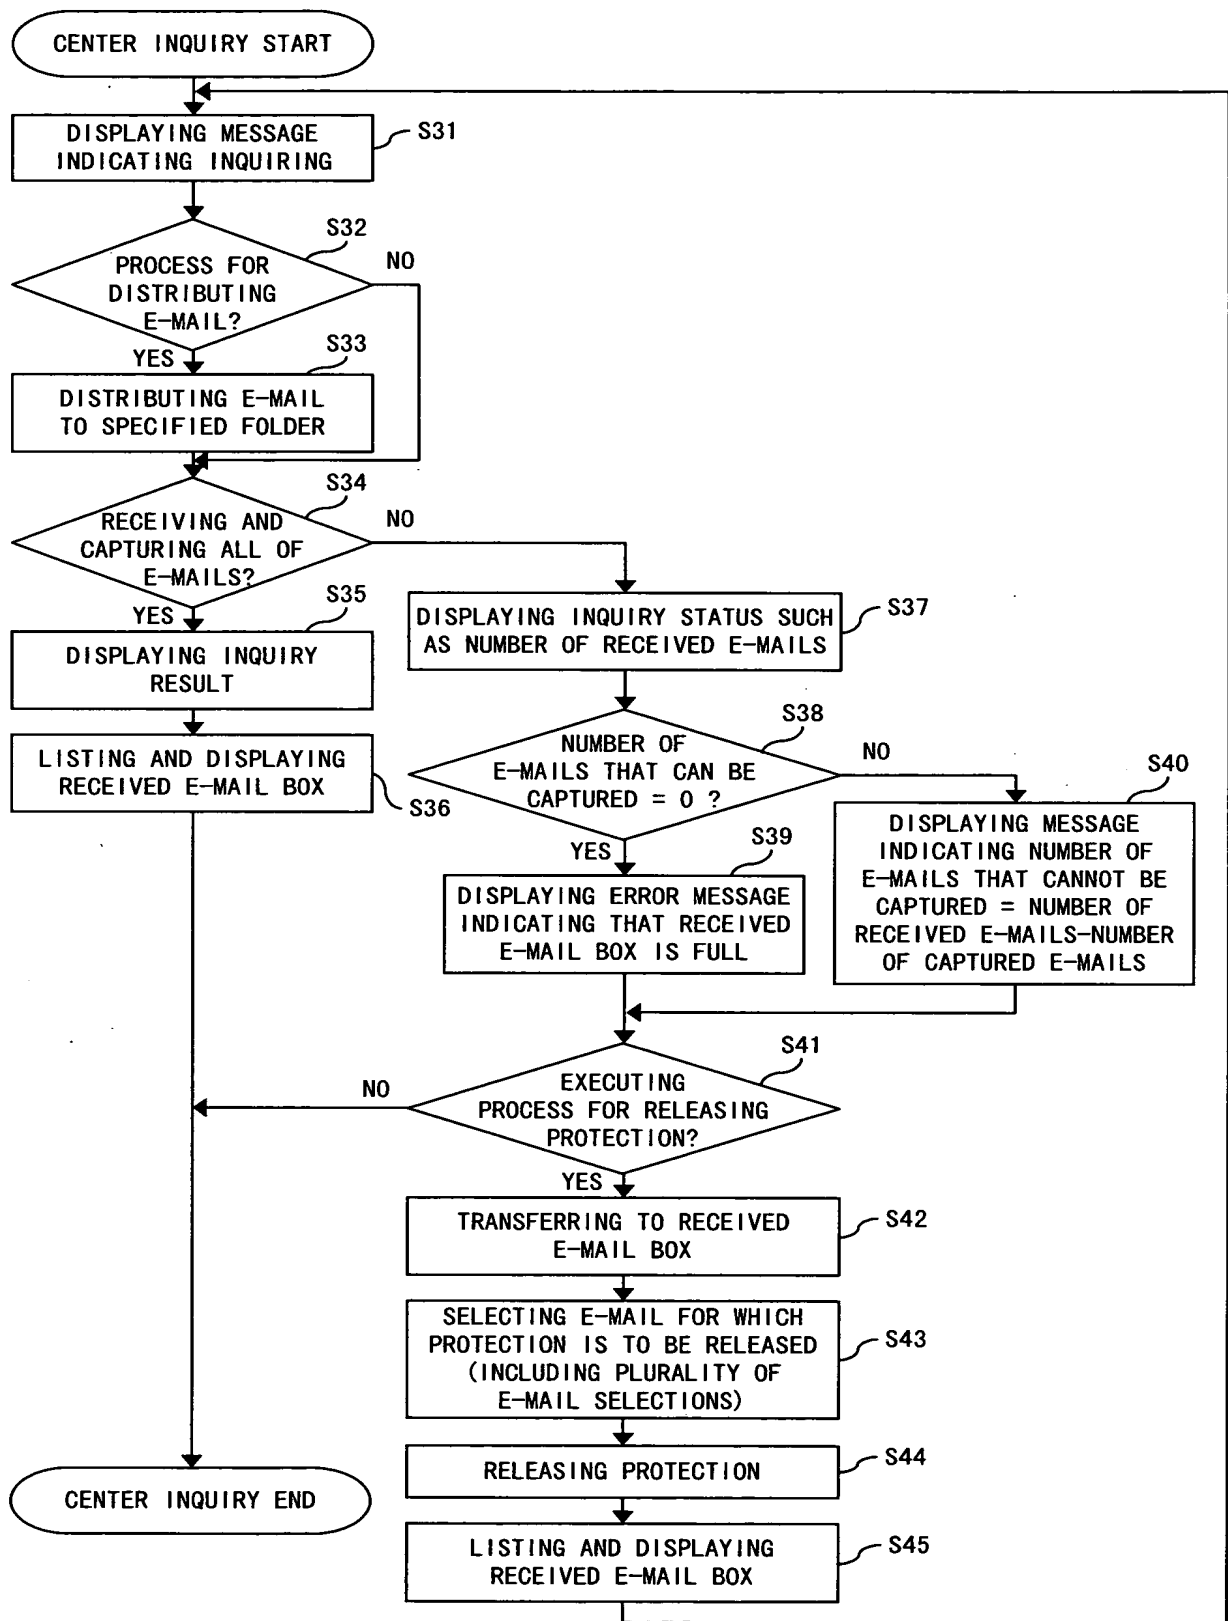 CENTER INQUIRY START
DISPLAYING MESSAGE
INDICATING INQUIRING
S31
S32
PROCESS FOR
DISTRIBUTING
E-MAIL?
NO
YES
S33
DISTRIBUTING E-MAIL
TO SPECIFIED FOLDER
S34
RECEIVING AND
CAPTURING ALL OF
E-MAILS?
NO
YES
S35
DISPLAYING INQUIRY
RESULT
LISTING AND DISPLAYING
RECEIVED E-MAIL BOX
S36
DISPLAYING INQUIRY STATUS SUCH
AS NUMBER OF RECEIVED E-MAILS
S37
S38
NUMBER OF
E-MAILS THAT CAN BE
CAPTURED = 0 ?
NO
YES
S39
DISPLAYING ERROR MESSAGE
INDICATING THAT RECEIVED
E-MAIL BOX IS FULL
S40
DISPLAYING MESSAGE
INDICATING NUMBER OF
E-MAILS THAT CANNOT BE
CAPTURED = NUMBER OF
RECEIVED E-MAILS-NUMBER
OF CAPTURED E-MAILS
S41
EXECUTING
PROCESS FOR RELEASING
PROTECTION?
NO
YES
TRANSFERRING TO RECEIVED
E-MAIL BOX
S42
SELECTING E-MAIL FOR WHICH
PROTECTION IS TO BE RELEASED
(INCLUDING PLURALITY OF
E-MAIL SELECTIONS)
S43
RELEASING PROTECTION
S44
LISTING AND DISPLAYING
RECEIVED E-MAIL BOX
S45
CENTER INQUIRY END